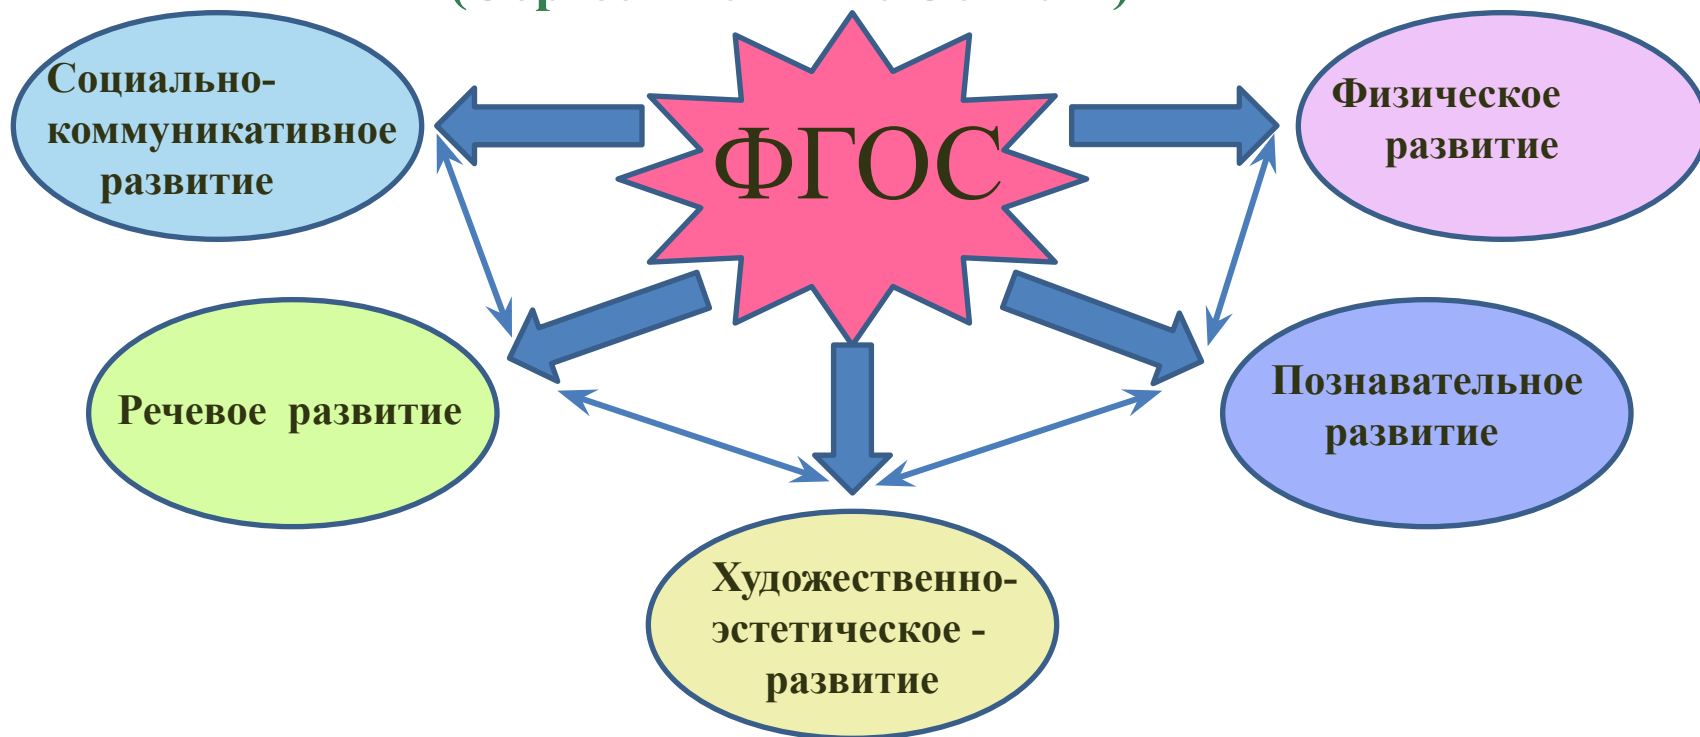 ФГОС
Социально-
коммуникативное
развитие
Физическое
развитие
Речевое развитие
Познавательное
развитие
Художественно-
эстетическое -
развитие